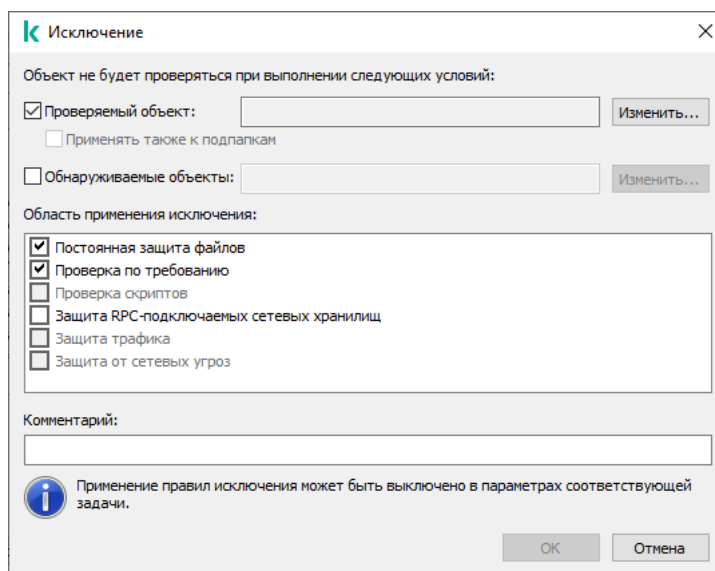 Исключение
Объект не будет проверяться при выполнении следующих условий:
Проверяемый объект:
Изменить...
Применять также к подпапкам
Обнаруживаемые объекты:
Изменить...
Область применения исключения:
Постоянная защита файлов
Проверка по требованию
Проверка скриптов
Защита RPC-подключаемых сетевых хранилищ
Защита трафика
Защита от сетевых угроз
Комментарий:
Применение правил исключения может быть выключено в параметрах соответствующей
задачи.
ОК
Отмена